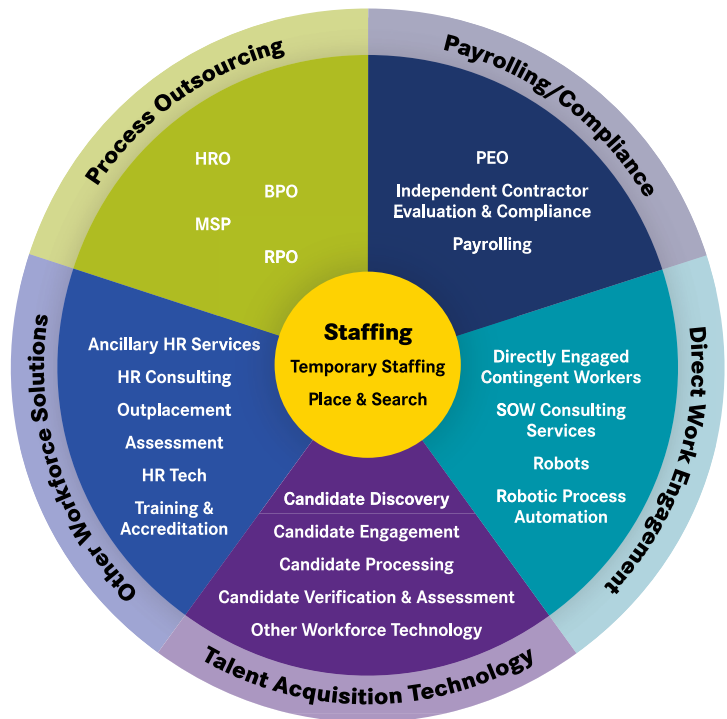 Process Outsourcing
HRO
BPO
MSP
RPO
Payrolling/Compliance
PEO
Independent Contractor
Evaluation & Compliance
Payrolling
Direct Work Engagement
Directly Engaged
Contingent Workers
SOW Consulting
Services
Robots
Robotic Process
Automation
Talent Acquisition Technology
Candidate Discovery
Candidate Engagement
Candidate Processing
Candidate Verification & Assessment
Other Workforce Technology
Other Workforce Solutions
Ancillary HR Services
HR Consulting
Outplacement
Assessment
HR Tech
Training &
Accreditation
Staffing
Temporary Staffing
Place & Search